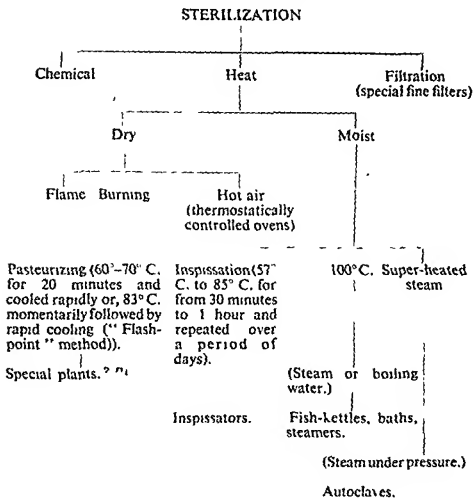 STERILIZATION
Chemical Heat Filtration
(special fine filters)
Dry Moist
Flame Burning Hot air
(thermostatically
controlled ovens)
Pasteurizing (60°-70° C.
for 20 minutes and
cooled rapidly or, 83° C.
momentarily followed by
rapid cooling (“Flash-
point” method)).
Special plants.
Inspissation (57°
C. to 85° C. for
from 30 minutes
to 1 hour and
repeated over
a period of
days).
Inspissators.
100° C. Super-heated
steam
(Steam or boiling
water.)
Fish-kettles, baths,
steamers.
(Steam under pressure.)
Autoclaves.